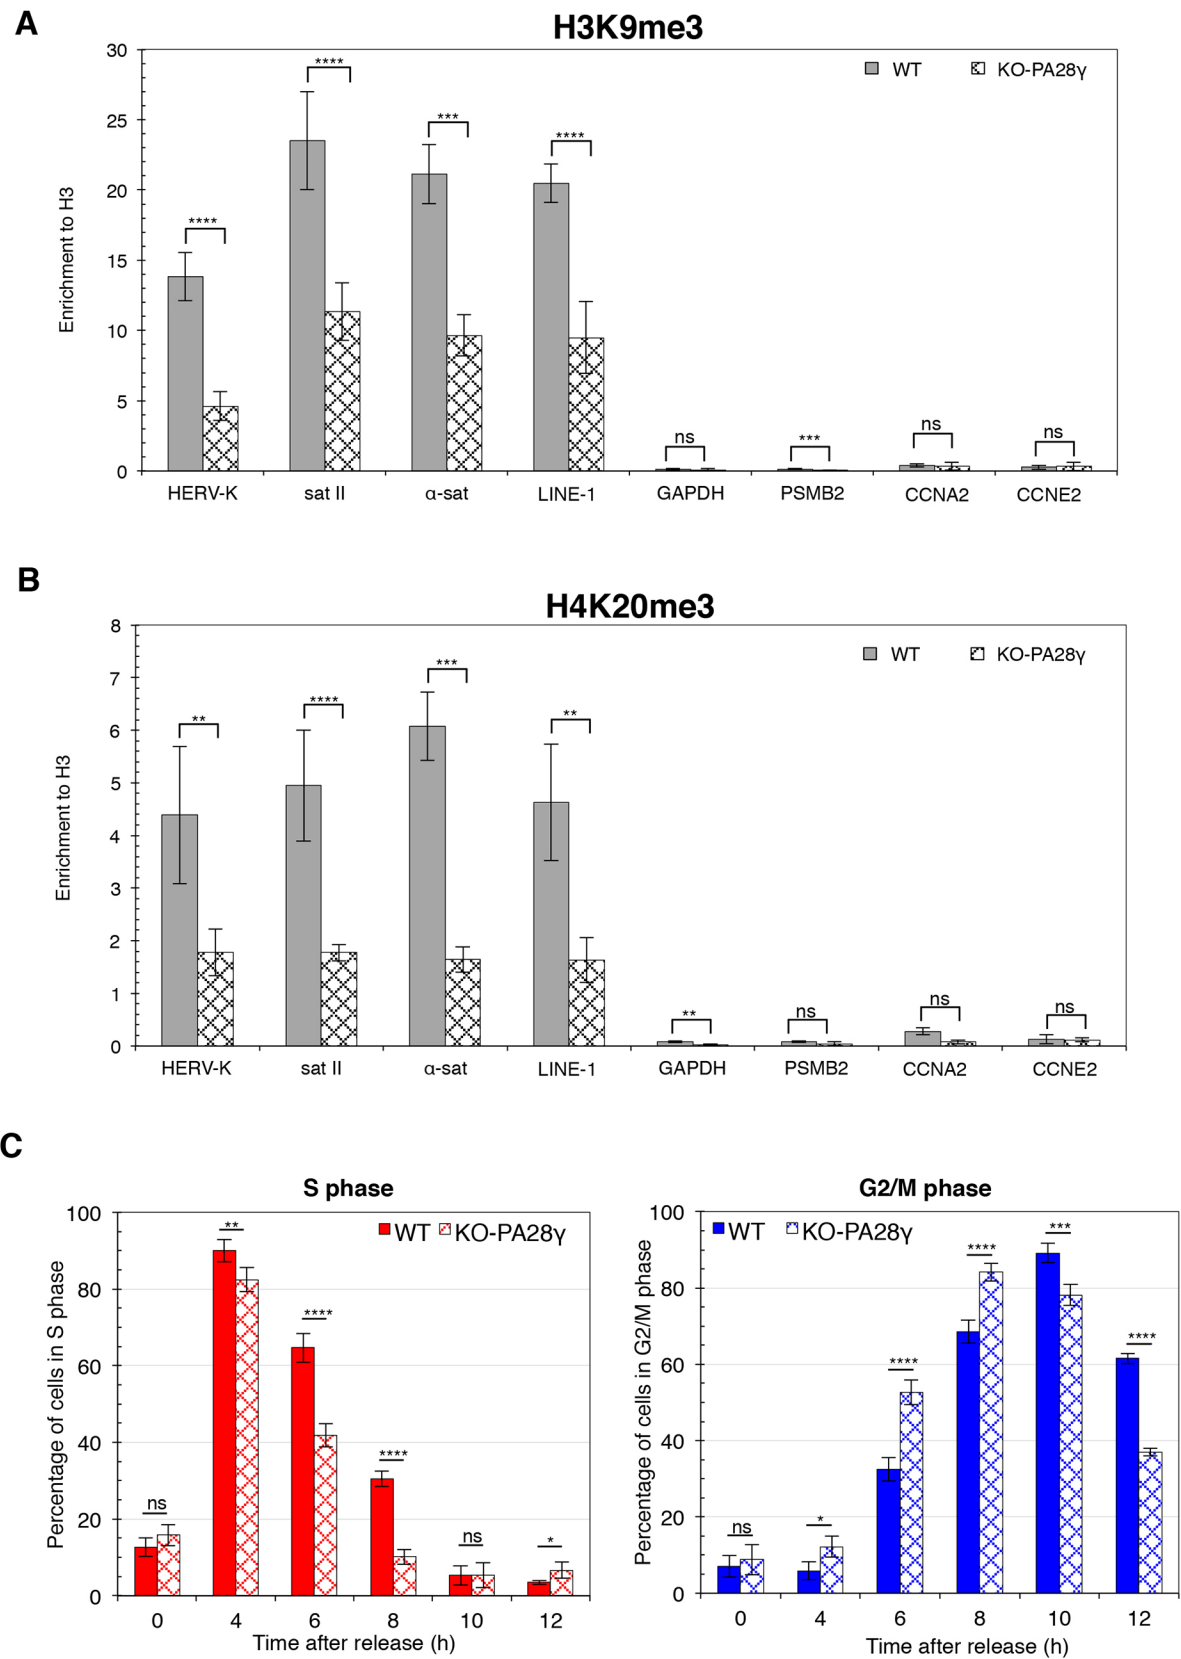 A
H3K9me3
WT
KO-PA28γ
Enrichment to H3
30
25
20
15
10
5
0
****
****
***
****
ns
***
ns
ns
HERV-K
sat II
α-sat
LINE-1
GAPDH
PSMB2
CCNA2
CCNE2
B
H4K20me3
WT
KO-PA28γ
Enrichment to H3
8
7
6
5
4
3
2
1
0
**
****
***
**
**
ns
ns
ns
HERV-K
sat II
α-sat
LINE-1
GAPDH
PSMB2
CCNA2
CCNE2
C
S phase
WT
KO-PA28γ
Percentage of cells in S phase
100
80
60
40
20
0
ns
**
****
****
ns
*
0
4
6
8
10
12
Time after release (h)
G2/M phase
WT
KO-PA28γ
Percentage of cells in G2/M phase
100
80
60
40
20
0
ns
*
****
****
***
****
0
4
6
8
10
12
Time after release (h)